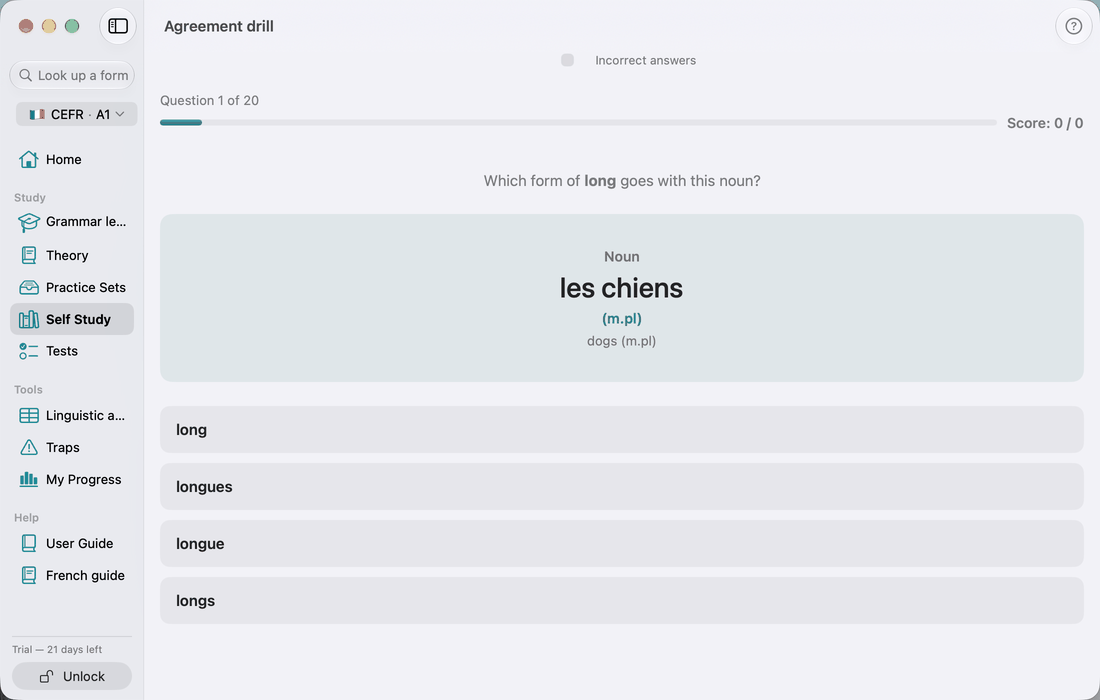 Agreement drill
Look up a form
Incorrect answers
CEFR · A1
Question 1 of 20
Score: 0 / 0
Home
Study
Grammar le...
Theory
Practice Sets
Self Study
Tests
Tools
Linguistic a...
Traps
My Progress
Help
User Guide
French guide
Trial — 21 days left
Unlock
Which form of long goes with this noun?
Noun
les chiens
(m.pl)
dogs (m.pl)
long
longues
longue
longs